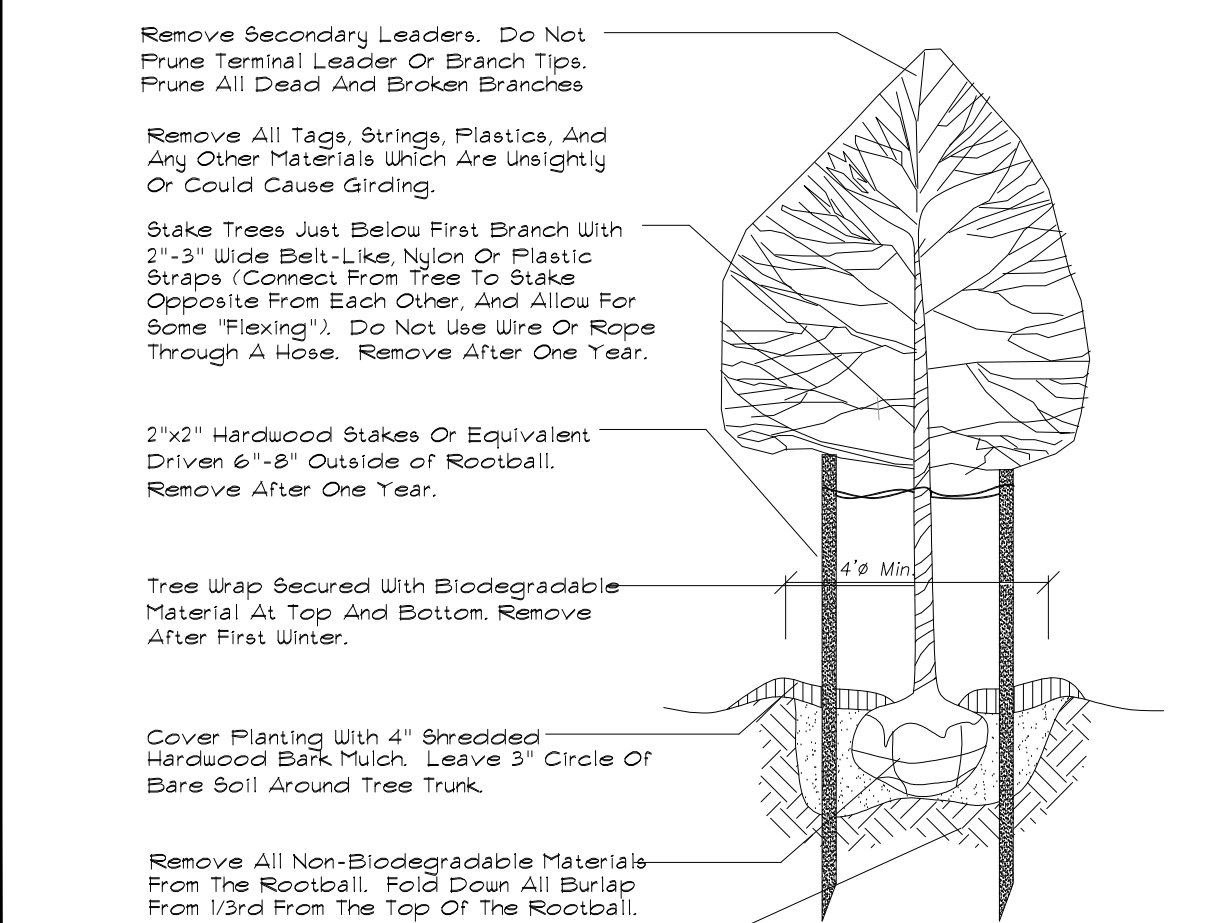 Remove Secondary Leaders. Do Not
Prune Terminal Leader Or Branch Tips.
Prune All Dead And Broken Branches
Remove All Tags, Strings, Plastics, And
Any Other Materials Which Are Unsightly
Or Could Cause Girding.
Stake Trees Just Below First Branch With
2"-3" Wide Belt-Like, Nylon Or Plastic
Straps (Connect From Tree To Stake
Opposite From Each Other, And Allow For
Some "Flexing"). Do Not Use Wire Or Rope
Through A Hose. Remove After One Year.
2"x2" Hardwood Stakes Or Equivalent
Driven 6"-8" Outside of Rootball.
Remove After One Year.
4'ø Min.
Tree Wrap Secured With Biodegradable
Material At Top And Bottom. Remove
After First Winter.
Cover Planting With 4" Shredded
Hardwood Bark Mulch. Leave 3" Circle Of
Bare Soil Around Tree Trunk.
Remove All Non-Biodegradable Materials
From The Rootball. Fold Down All Burlap
From 1/3rd From The Top Of The Rootball.